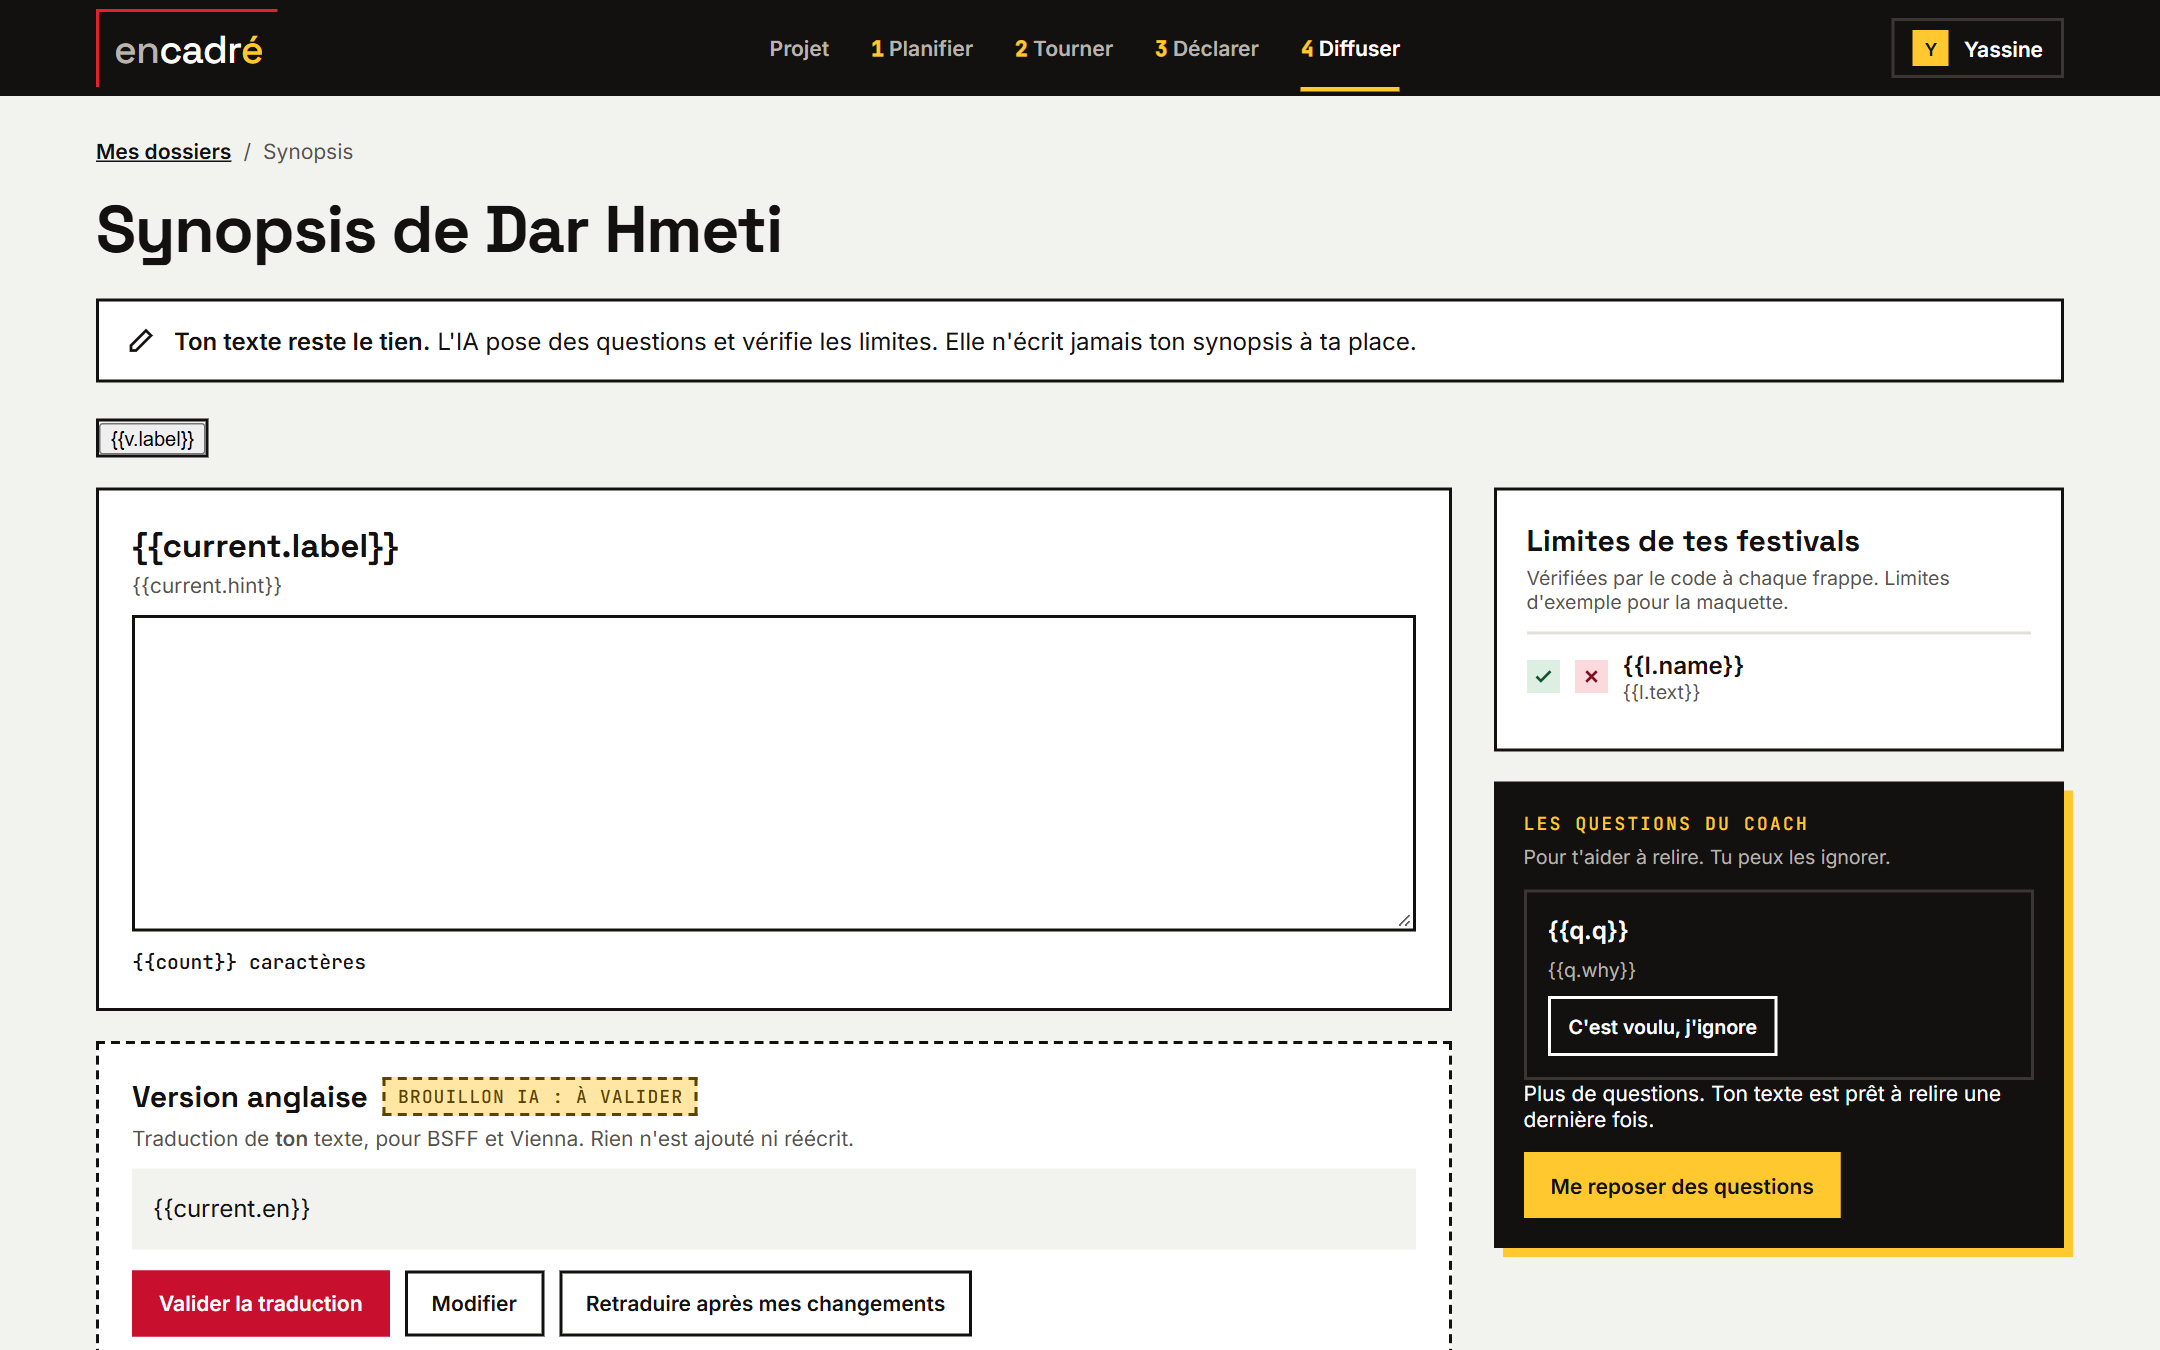 encadré
Projet
1 Planifier
2 Tourner
3 Déclarer
4 Diffuser
Y
Yassine
Mes dossiers / Synopsis
Synopsis de Dar Hmeti
Ton texte reste le tien. L'IA pose des questions et vérifie les limites. Elle n'écrit jamais ton synopsis à ta place.
{{v.label}}
{{current.label}}
{{current.hint}}
{{count}} caractères
Version anglaise
BROUILLON IA : À VALIDER
Traduction de ton texte, pour BSFF et Vienna. Rien n'est ajouté ni réécrit.
{{current.en}}
Valider la traduction
Modifier
Retraduire après mes changements
Limites de tes festivals
Vérifiées par le code à chaque frappe. Limites
d'exemple pour la maquette.
{{l.name}}
{{l.text}}
LES QUESTIONS DU COACH
Pour t'aider à relire. Tu peux les ignorer.
{{q.q}}
{{q.why}}
C'est voulu, j'ignore
Plus de questions. Ton texte est prêt à relire une
dernière fois.
Me reposer des questions